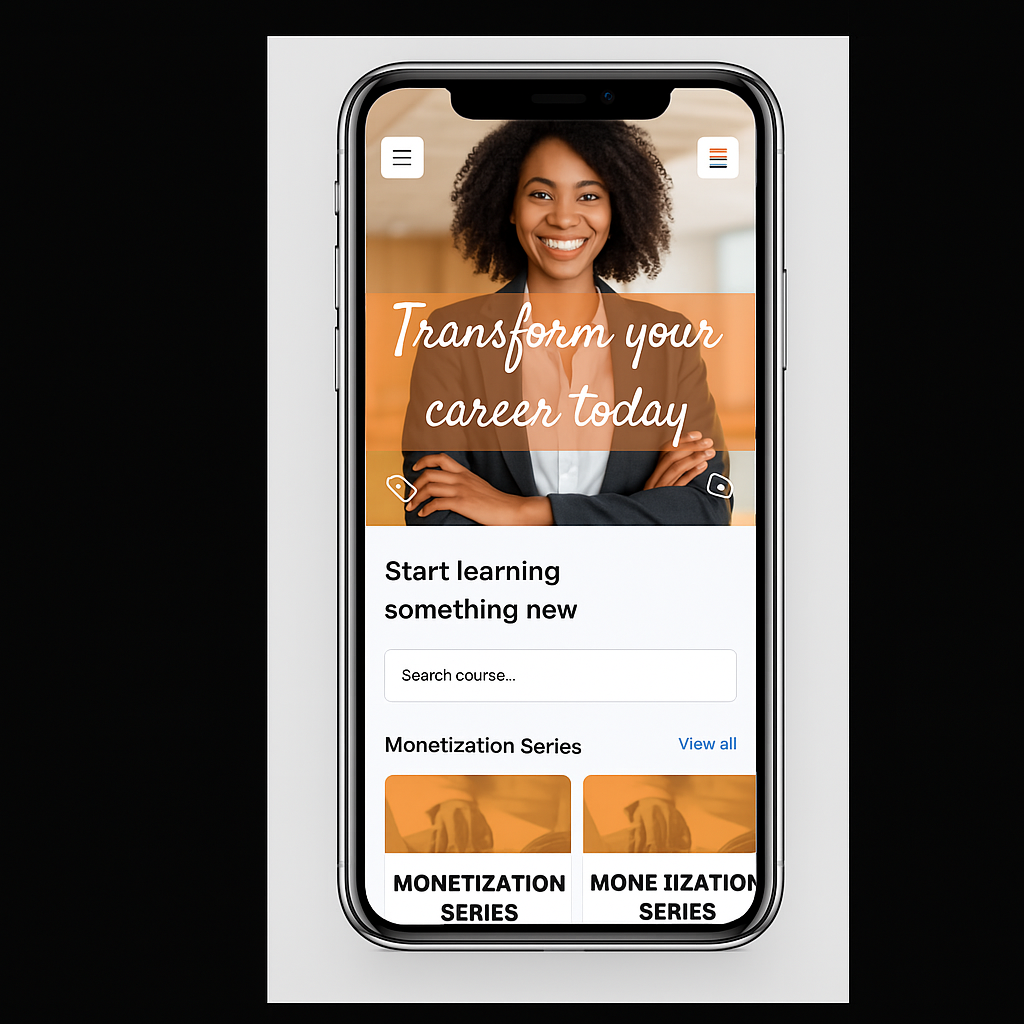 Transform your
career today
Start learning
something new
Search course...
Monetization Series
View all
MONETIZATION
SERIES
MONE IIZATION
SERIES